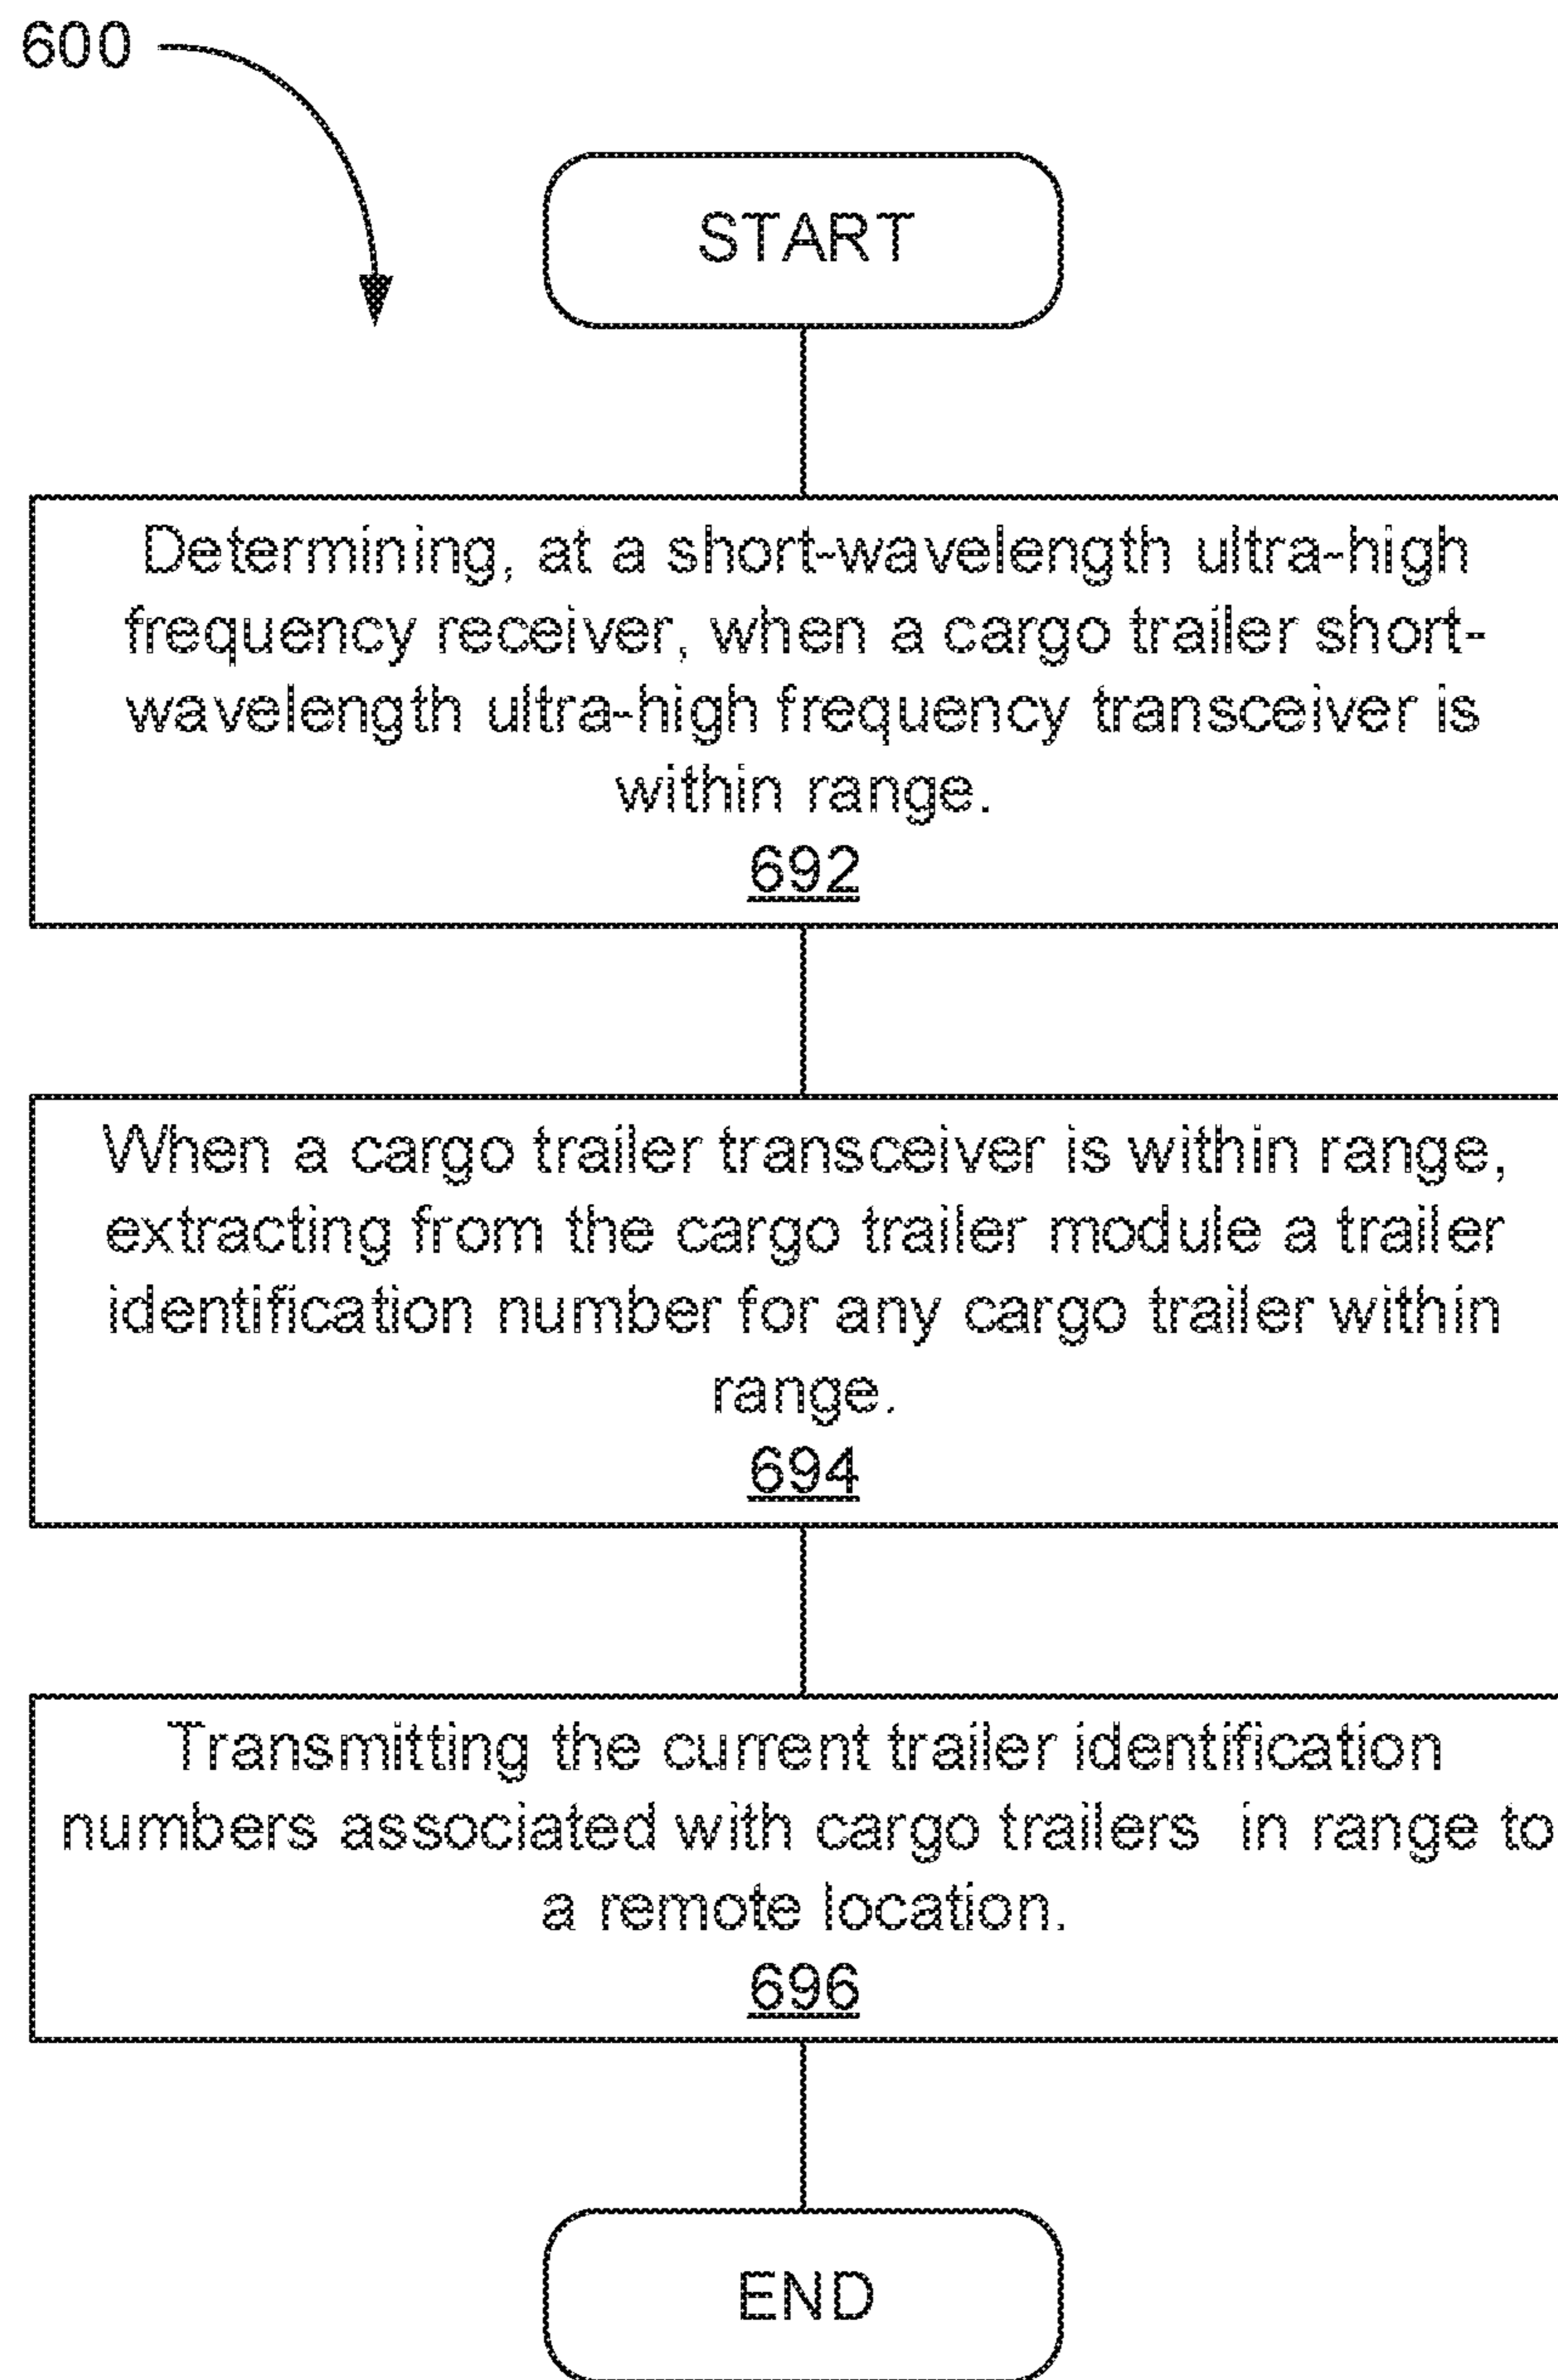 600
START
Determining, at a short-wavelength ultra-high
frequency receiver, when a cargo trailer short-
wavelength ultra-high frequency transceiver is
within range.
692
When a cargo trailer transceiver is within range,
extracting from the cargo trailer module a trailer
identification number for any cargo trailer within
range.
694
Transmitting the current trailer identification
numbers associated with cargo trailers in range to
a remote location.
696
END